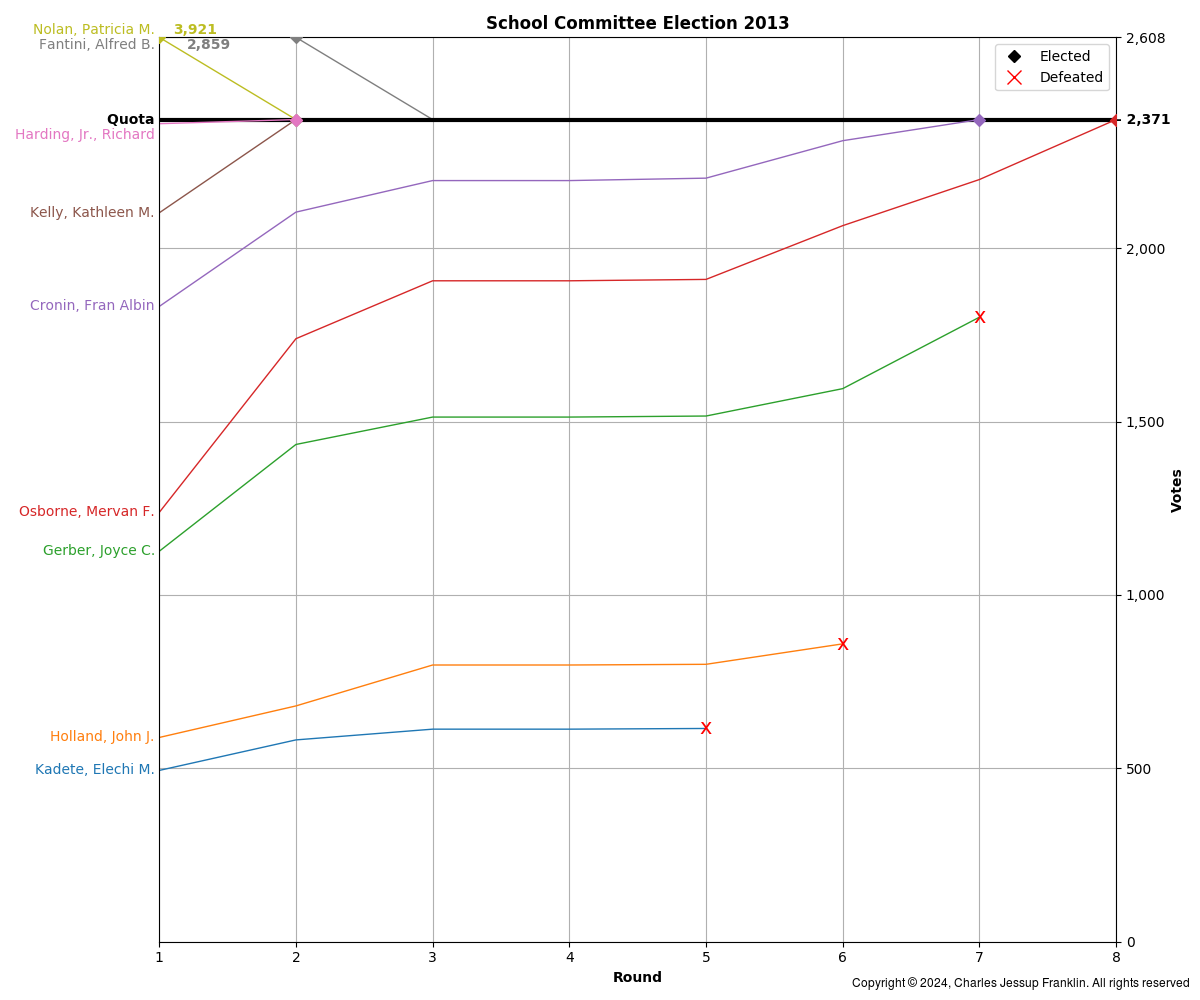 School Committee Election 2013
Nolan, Patricia M. 3,921
Fantini, Alfred B. 2,859
2,608
Elected
Defeated
Quota
2,371
Harding, Jr., Richard
Kelly, Kathleen M.
2,000
Cronin, Fran Albin
1,500
Votes
Osborne, Mervan F.
Gerber, Joyce C.
1,000
Holland, John J.
Kadete, Elechi M.
500
0
1 2 3 4 5 6 7 8
Round
Copyright © 2024, Charles Jessup Franklin. All rights reserved